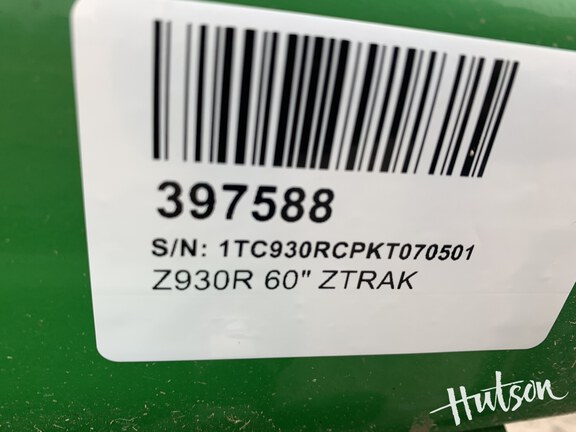 397588
S/N: 1TC930RCPKT070501
Z930R 60" ZTRAK
Hutson